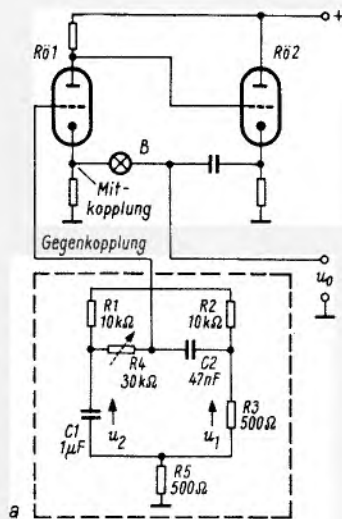 +
Rö1
Rö2
B
Mit-
kopplung
Gegenkopplung
u₀
R1
10kΩ
R2
10kΩ
R4
30kΩ
C2
47nF
C1
1µF
u₂
u₁
R3
500Ω
R5
500Ω
a